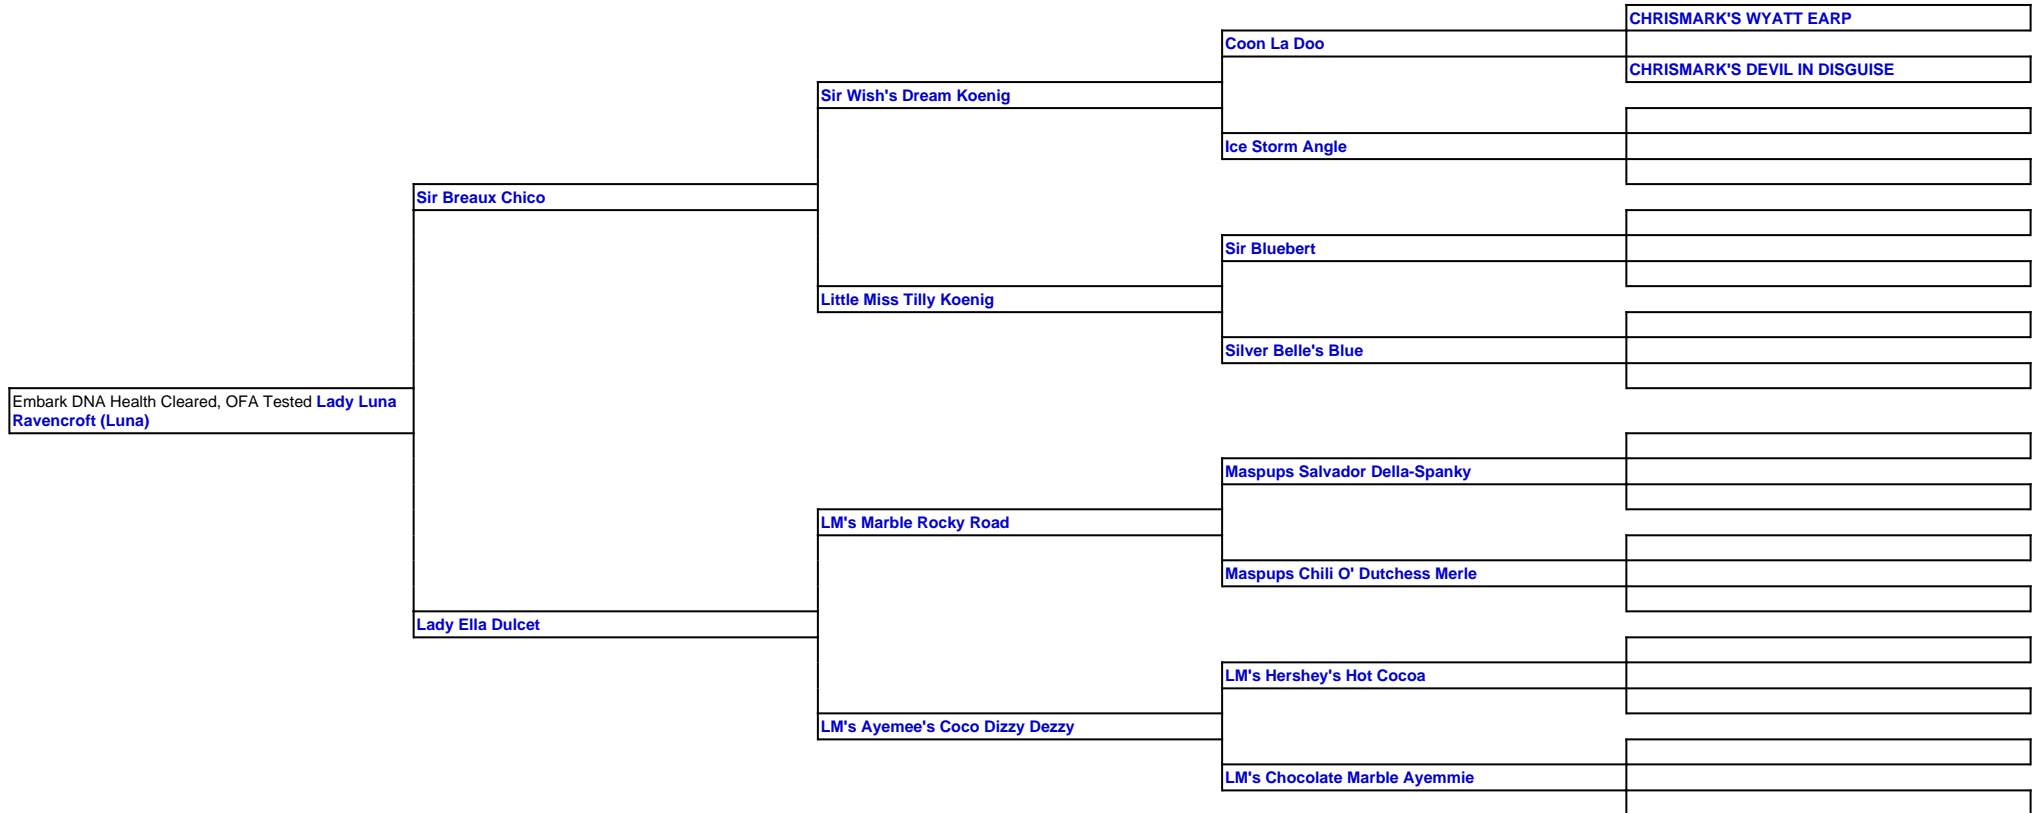 CHRISMARK'S WYATT EARP
Coon La Doo
CHRISMARK'S DEVIL IN DISGUISE
Sir Wish's Dream Koenig
Ice Storm Angle
Sir Breaux Chico
Sir Bluebert
Little Miss Tilly Koenig
Silver Belle's Blue
Embark DNA Health Cleared, OFA Tested Lady Luna
Ravencroft (Luna)
Maspups Salvador Della-Spanky
LM's Marble Rocky Road
Maspups Chili O' Dutchess Merle
Lady Ella Dulcet
LM's Hershey's Hot Cocoa
LM's Ayemee's Coco Dizzy Dezzy
LM's Chocolate Marble Ayemmie